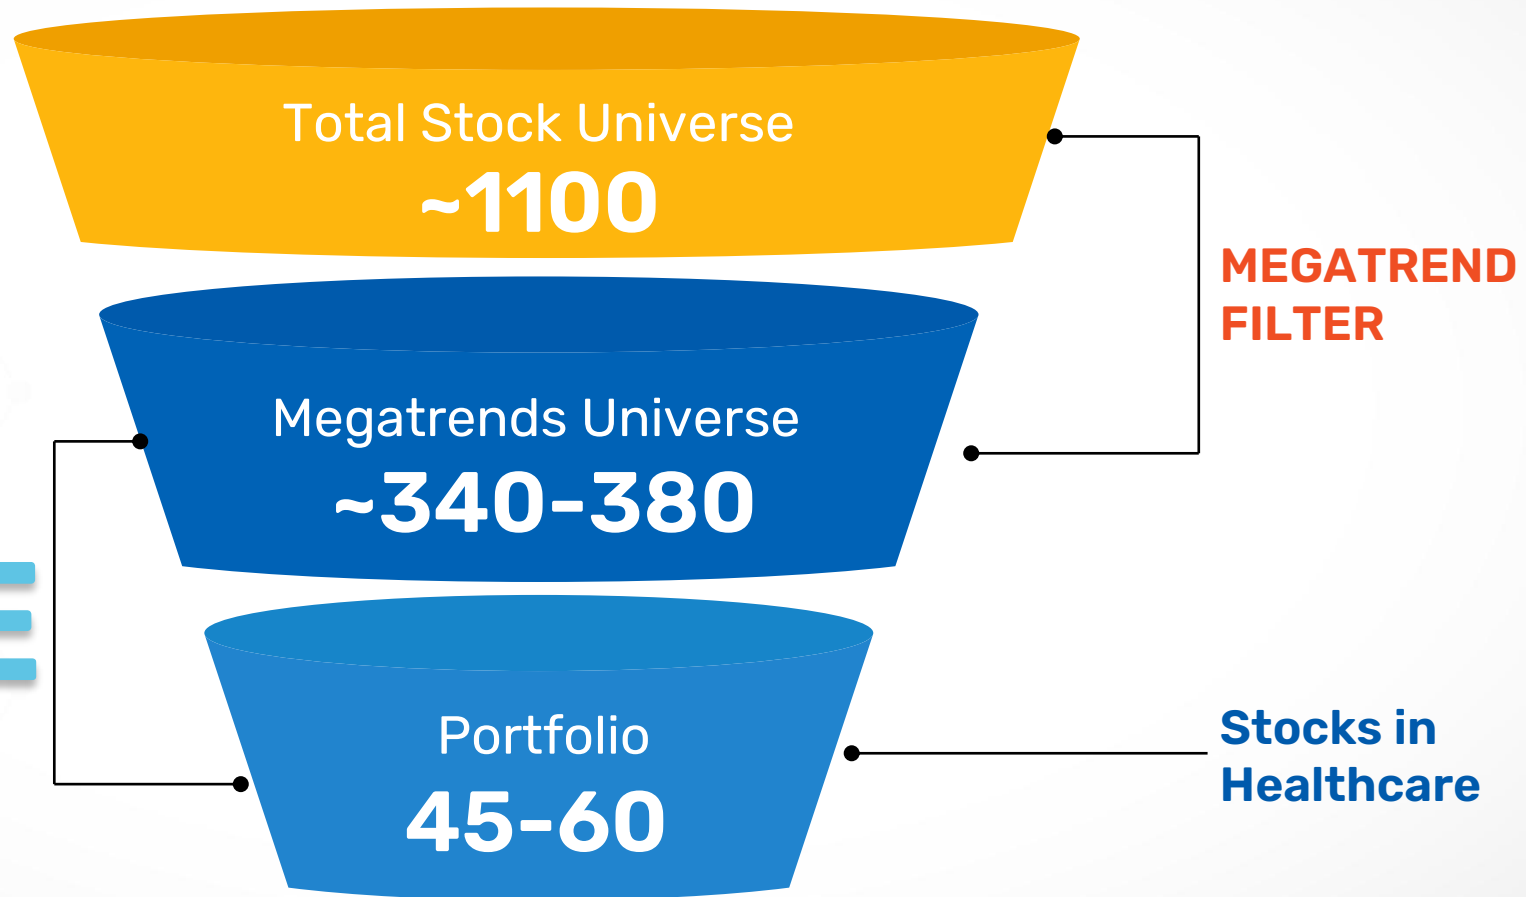 Total Stock Universe
~1100
MEGATREND
FILTER
Megatrends Universe
~340-380
Portfolio
45-60
Stocks in
Healthcare